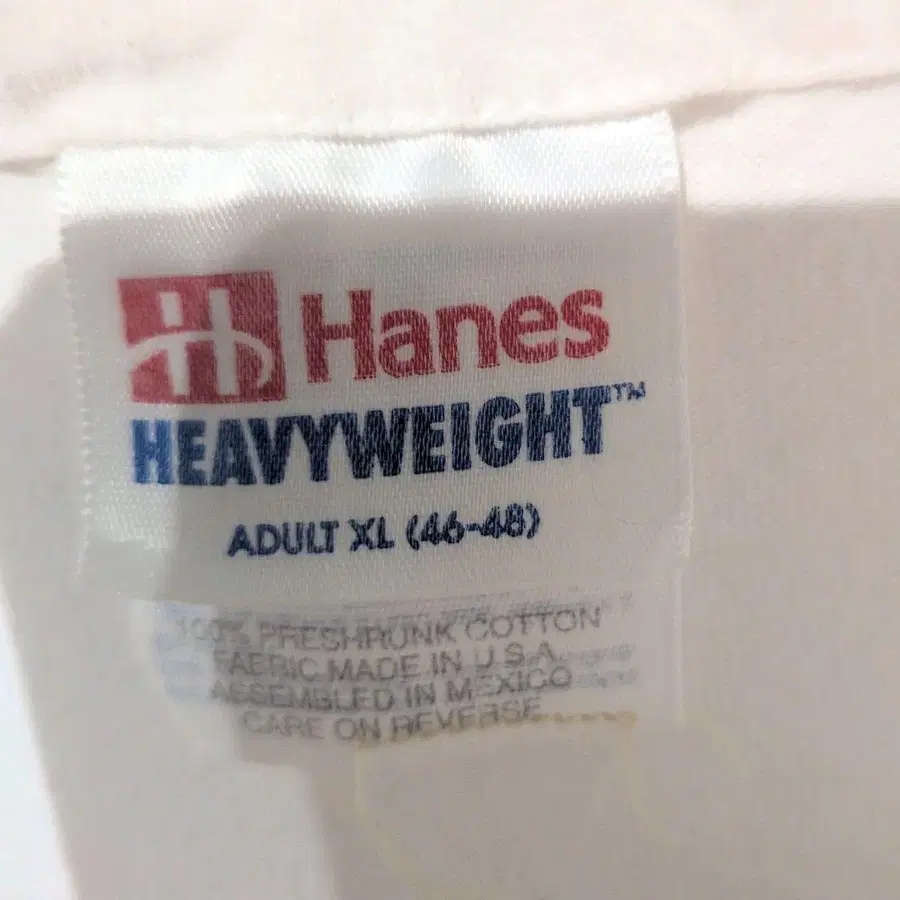 H Hanes
HEAVYWEIGHT™
ADULT XL (46-48)
100% PRESHRUNK COTTON
FABRIC MADE IN U.S.A.
ASSEMBLED IN MEXICO
CARE ON REVERSE